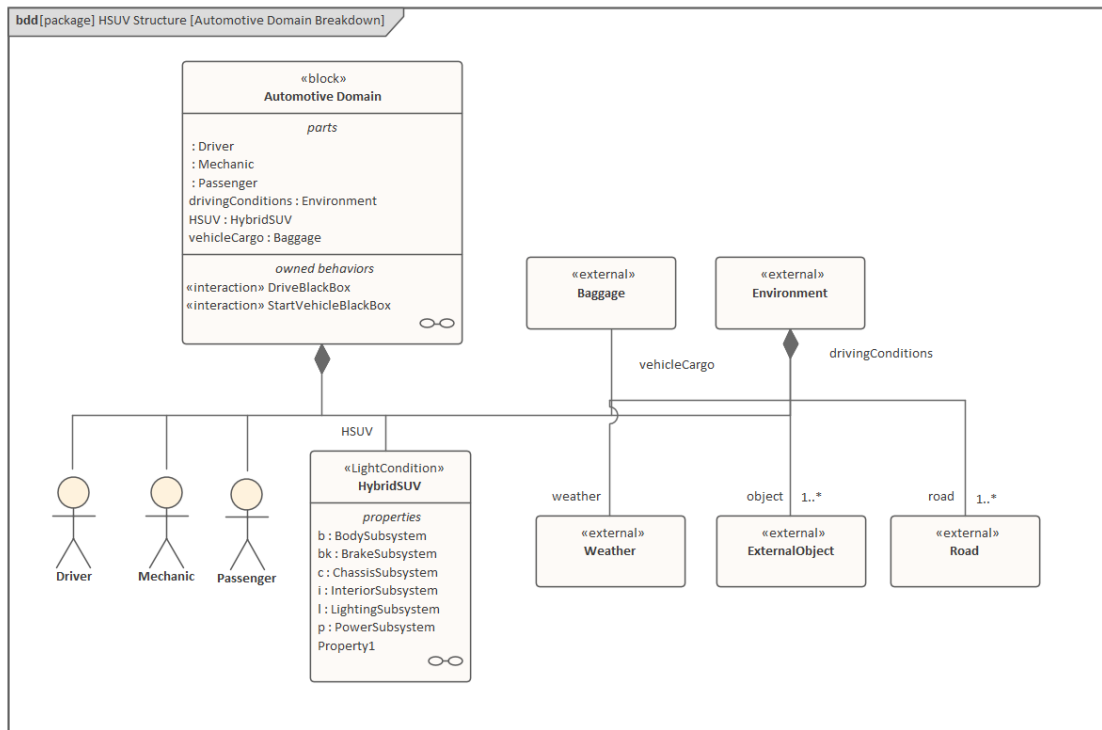 bdd[package] HSUV Structure [Automotive Domain Breakdown]
«block»
Automotive Domain
parts
: Driver
: Mechanic
: Passenger
drivingConditions : Environment
HSUV : HybridSUV
vehicleCargo : Baggage
owned behaviors
«interaction» DriveBlackBox
«interaction» StartVehicleBlackBox
«external»
Baggage
«external»
Environment
vehicleCargo
drivingConditions
HSUV
Driver
Mechanic
Passenger
«LightCondition»
HybridSUV
properties
b : BodySubsystem
bk : BrakeSubsystem
c : ChassisSubsystem
i : InteriorSubsystem
l : LightingSubsystem
p : PowerSubsystem
Property1
weather
object
1..*
road
1..*
«external»
Weather
«external»
ExternalObject
«external»
Road